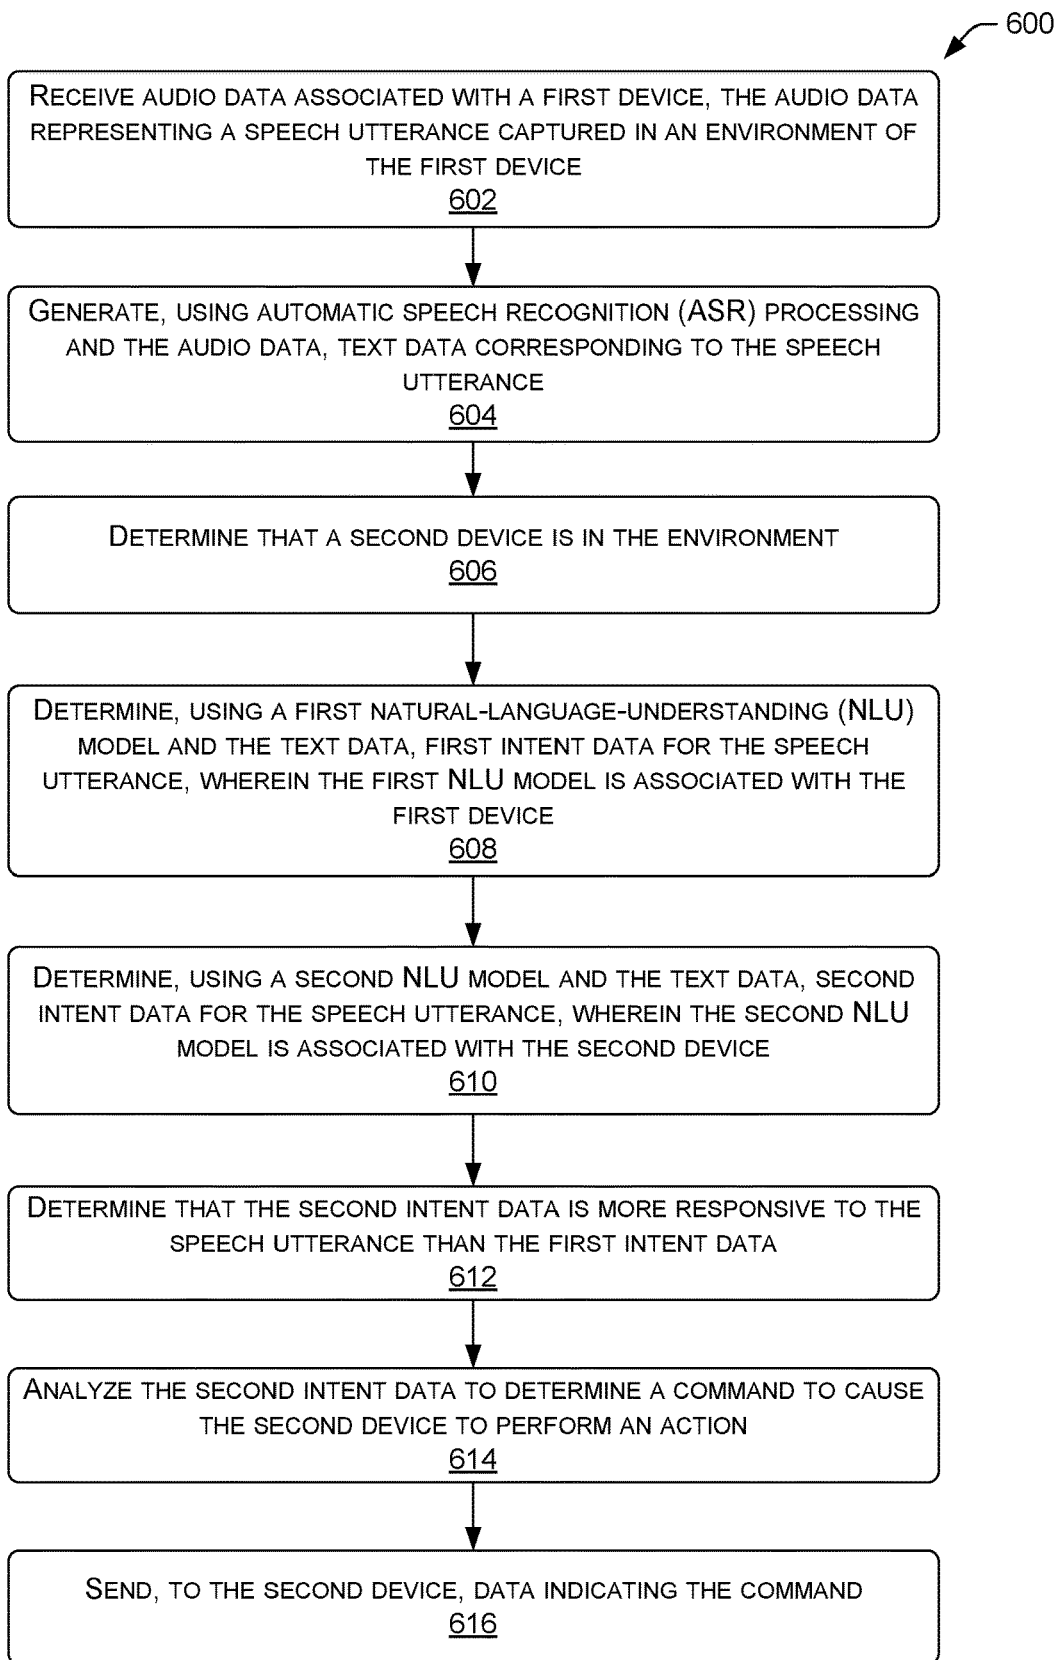 600
RECEIVE AUDIO DATA ASSOCIATED WITH A FIRST DEVICE, THE AUDIO DATA
REPRESENTING A SPEECH UTTERANCE CAPTURED IN AN ENVIRONMENT OF
THE FIRST DEVICE
602
GENERATE, USING AUTOMATIC SPEECH RECOGNITION (ASR) PROCESSING
AND THE AUDIO DATA, TEXT DATA CORRESPONDING TO THE SPEECH
UTTERANCE
604
DETERMINE THAT A SECOND DEVICE IS IN THE ENVIRONMENT
606
DETERMINE, USING A FIRST NATURAL-LANGUAGE-UNDERSTANDING (NLU)
MODEL AND THE TEXT DATA, FIRST INTENT DATA FOR THE SPEECH
UTTERANCE, WHEREIN THE FIRST NLU MODEL IS ASSOCIATED WITH THE
FIRST DEVICE
608
DETERMINE, USING A SECOND NLU MODEL AND THE TEXT DATA, SECOND
INTENT DATA FOR THE SPEECH UTTERANCE, WHEREIN THE SECOND NLU
MODEL IS ASSOCIATED WITH THE SECOND DEVICE
610
DETERMINE THAT THE SECOND INTENT DATA IS MORE RESPONSIVE TO THE
SPEECH UTTERANCE THAN THE FIRST INTENT DATA
612
ANALYZE THE SECOND INTENT DATA TO DETERMINE A COMMAND TO CAUSE
THE SECOND DEVICE TO PERFORM AN ACTION
614
SEND, TO THE SECOND DEVICE, DATA INDICATING THE COMMAND
616